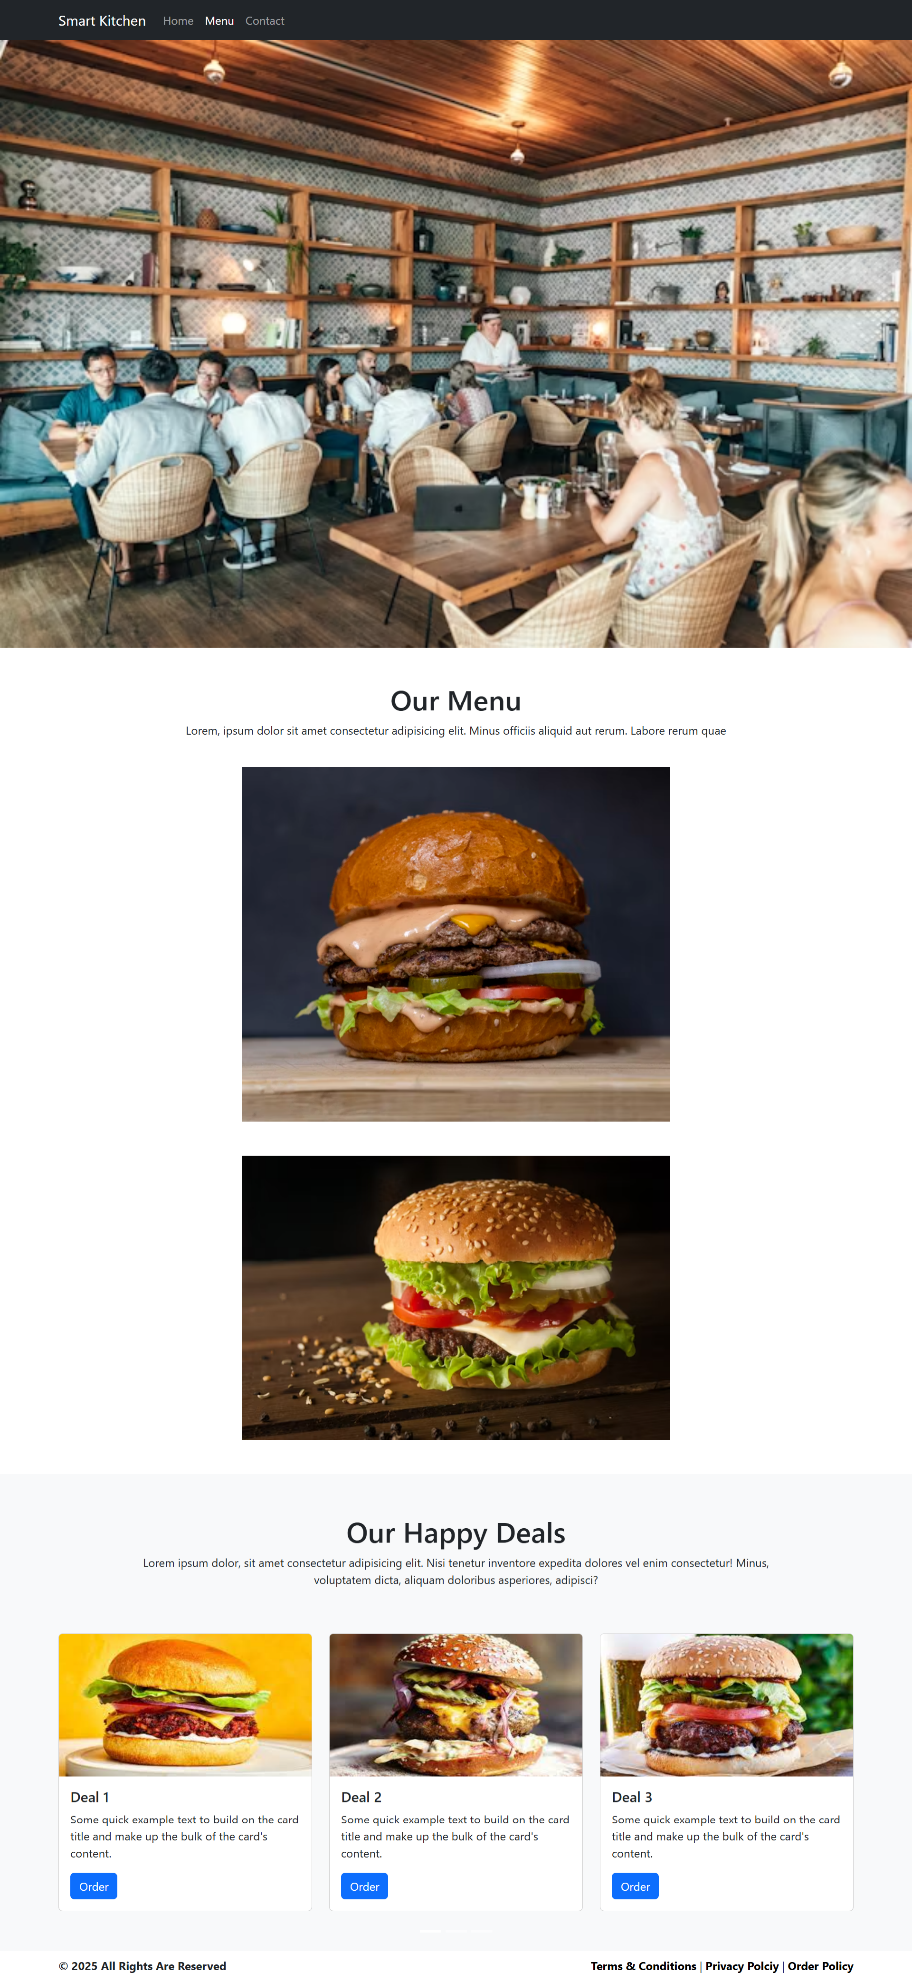 Smart Kitchen Home Menu Contact
Our Menu
Lorem, ipsum dolor sit amet consectetur adipisicing elit. Minus officiis aliquid aut rerum. Labore rerum quae
Our Happy Deals
Lorem ipsum dolor, sit amet consectetur adipisicing elit. Nisi tenetur inventore expedita dolores vel enim consectetur! Minus,
voluptatem dicta, aliquam doloribus asperiores, adipisci?
Deal 1
Some quick example text to build on the card
title and make up the bulk of the card's
content.
Order
Deal 2
Some quick example text to build on the card
title and make up the bulk of the card's
content.
Order
Deal 3
Some quick example text to build on the card
title and make up the bulk of the card's
content.
Order
© 2025 All Rights Are Reserved
Terms & Conditions | Privacy Polciy | Order Policy